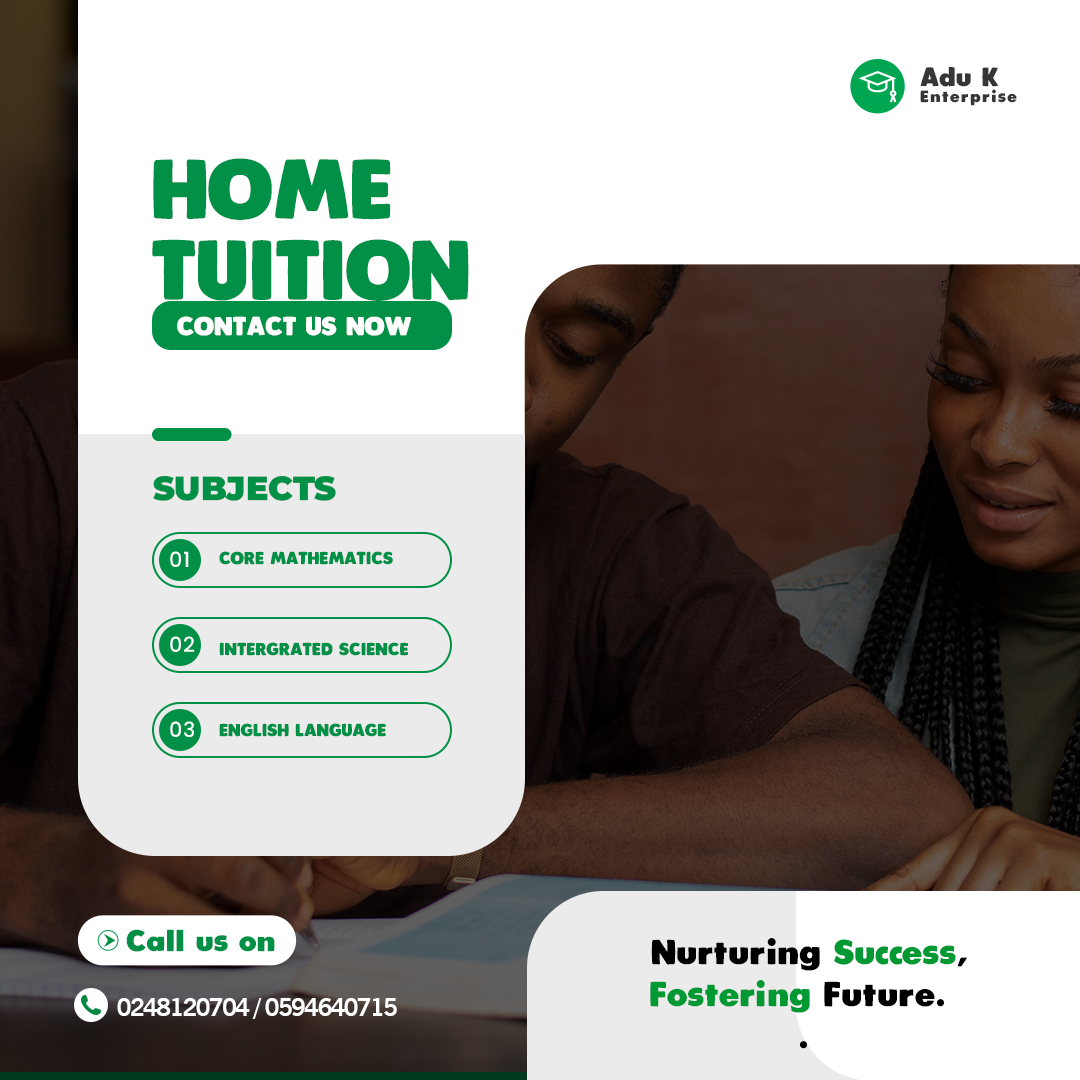 Adu K
Enterprise
HOME
TUITION
CONTACT US NOW
SUBJECTS
01 CORE MATHEMATICS
02 INTERGRATED SCIENCE
03 ENGLISH LANGUAGE
Call us on
0248120704 / 0594640715
Nurturing Success,
Fostering Future.